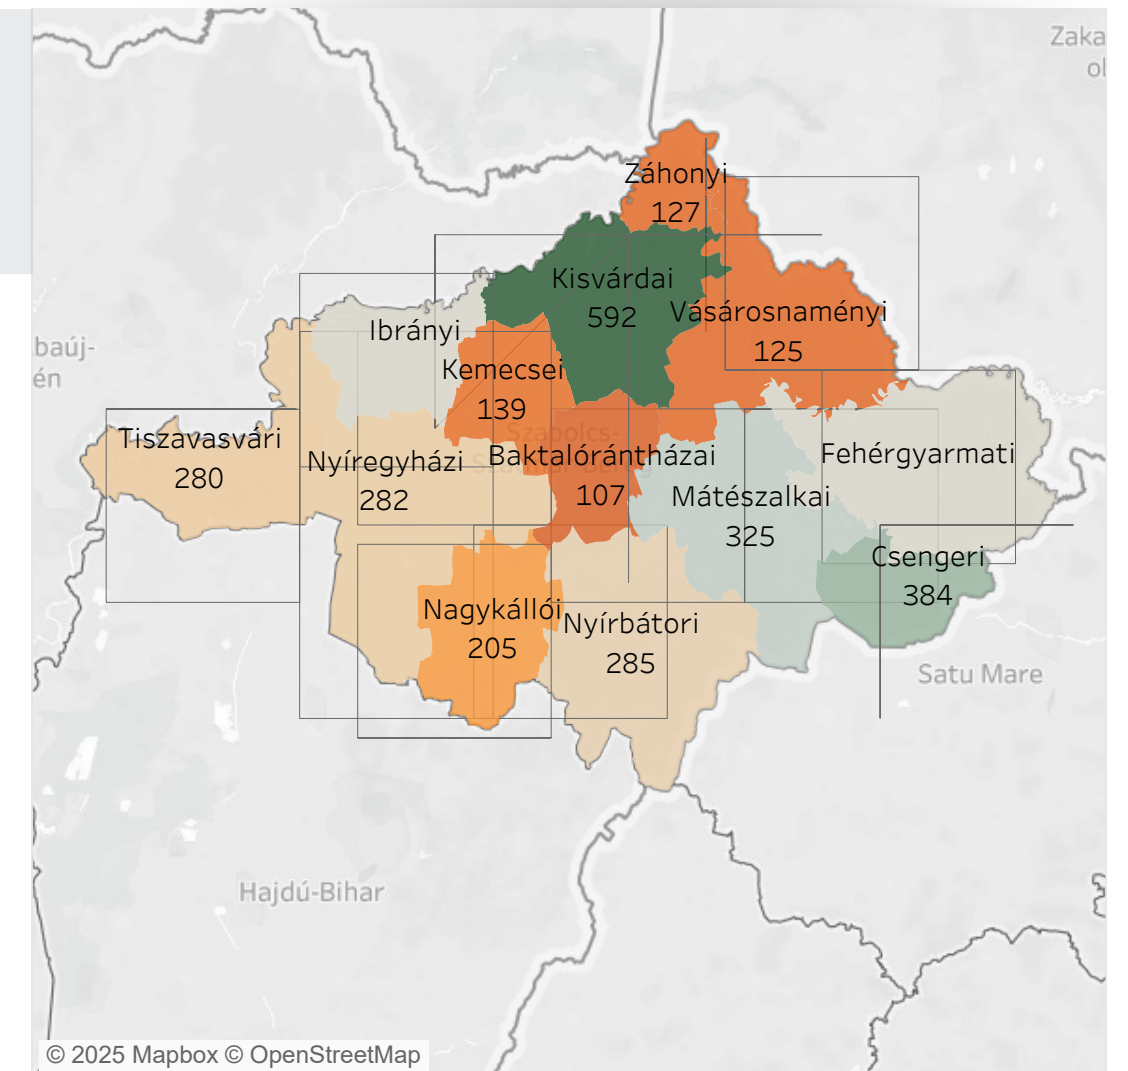 Zaka
ol
Záhonyi
127
Kisvárdai
592
Vásárosnaményi
125
Ibrányi
baúj-
én
Kemecsei
139
Tiszavasvári
280
Nyíregyházi
282
Szabolcs-
Baktalórántházai
107
Fehérgyarmati
Mátészalkai
325
Csengeri
384
Nagykállói
205
Nyírbátori
285
Satu Mare
Hajdú-Bihar
© 2025 Mapbox © OpenStreetMap